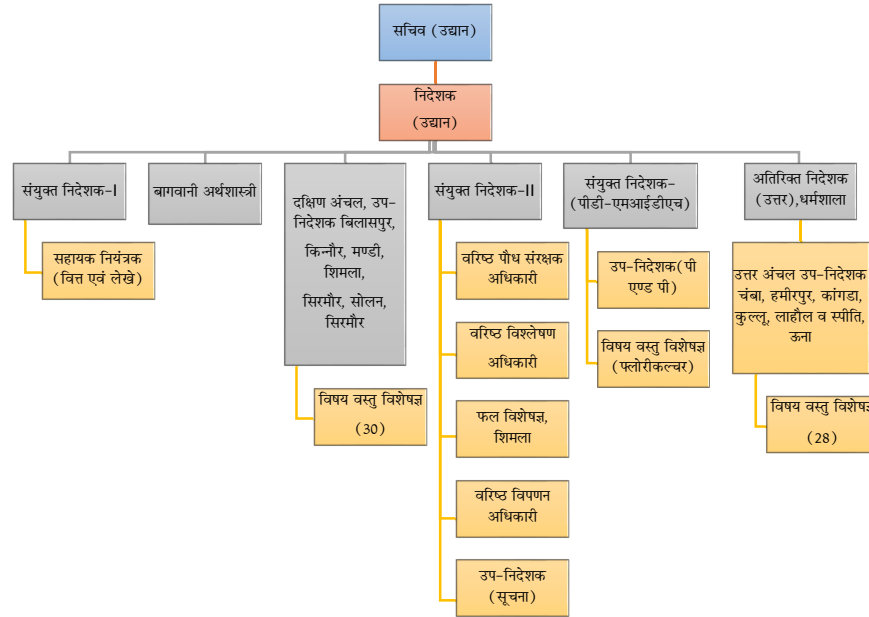 सचिव (उद्यान)
निदेशक
(उद्यान)
संयुक्त निदेशक-I
सहायक नियंत्रक
(वित्त एवं लेखे)
बागवानी अर्थशास्त्री
दक्षिण अंचल, उप-
निदेशक बिलासपुर,
किन्नौर, मण्डी,
शिमला,
सिरमौर, सोलन,
सिरमौर
विषय वस्तु विशेषज्ञ
(30)
संयुक्त निदेशक-II
वरिष्ठ पौध संरक्षक
अधिकारी
वरिष्ठ विश्लेषण
अधिकारी
फल विशेषज्ञ,
शिमला
वरिष्ठ विपणन
अधिकारी
उप-निदेशक
(सूचना)
संयुक्त निदेशक-
(पीडी-एमआईडीएच)
उप-निदेशक(पी
एण्ड पी)
विषय वस्तु विशेषज्ञ
(फ्लोरीकल्चर)
अतिरिक्त निदेशक
(उत्तर),धर्मशाला
उत्तर अंचल उप-निदेशक
चंबा, हमीरपुर, कांगडा,
कुल्लू, लाहौल व स्पीति,
ऊना
विषय वस्तु विशेषज्ञ
(28)